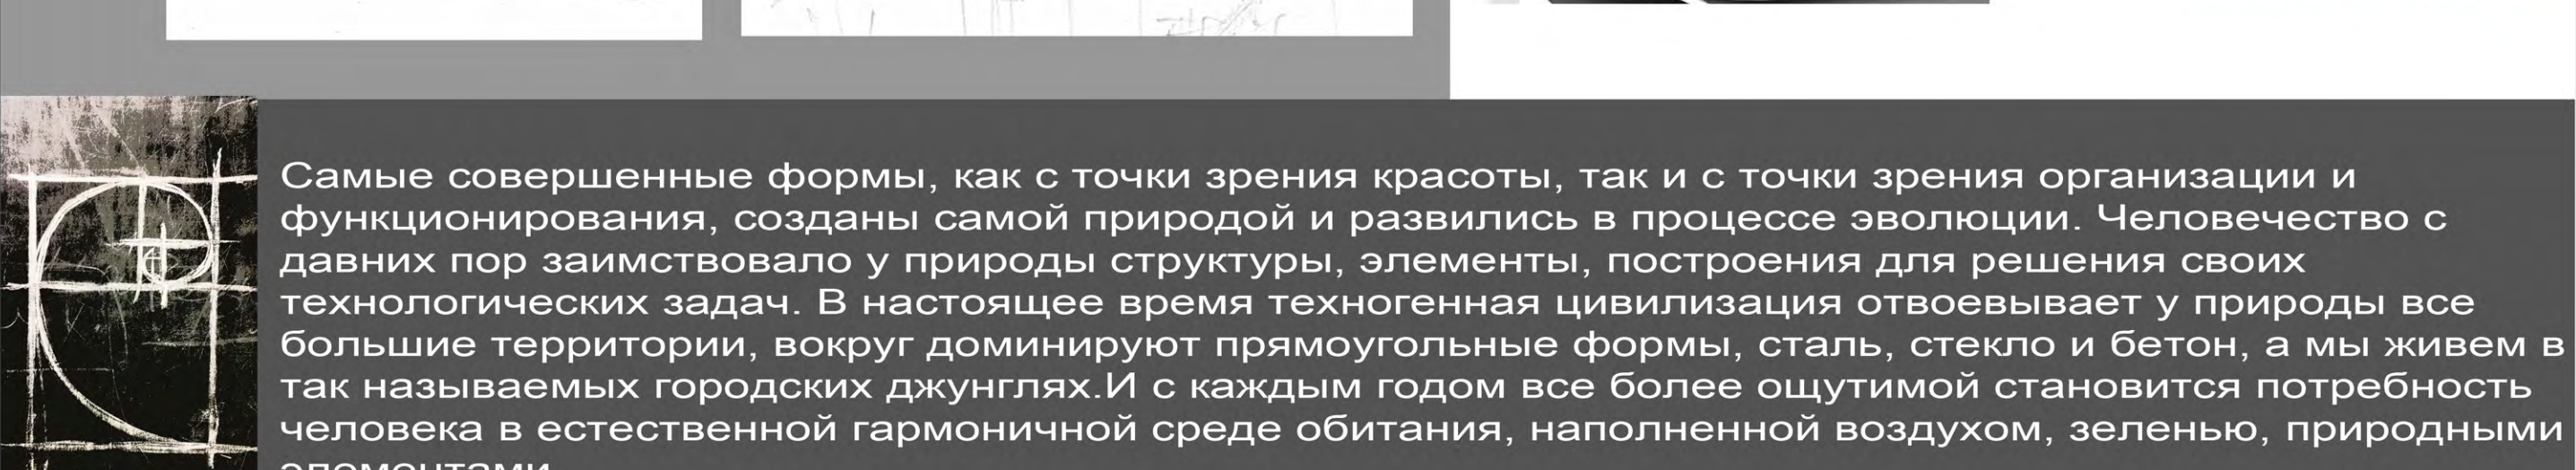 Самые совершенные формы, как с точки зрения красоты, так и с точки зрения организации и
функционирования, созданы самой природой и развились в процессе эволюции. Человечество с
давних пор заимствовало у природы структуры, элементы, построения для решения своих
технологических задач. В настоящее время техногенная цивилизация отвоевывает у природы все
большие территории, вокруг доминируют прямоугольные формы, сталь, стекло и бетон, а мы живем в
так называемых городских джунглях.И с каждым годом все более ощутимой становится потребность
человека в естественной гармоничной среде обитания, наполненной воздухом, зеленью, природными
элементами